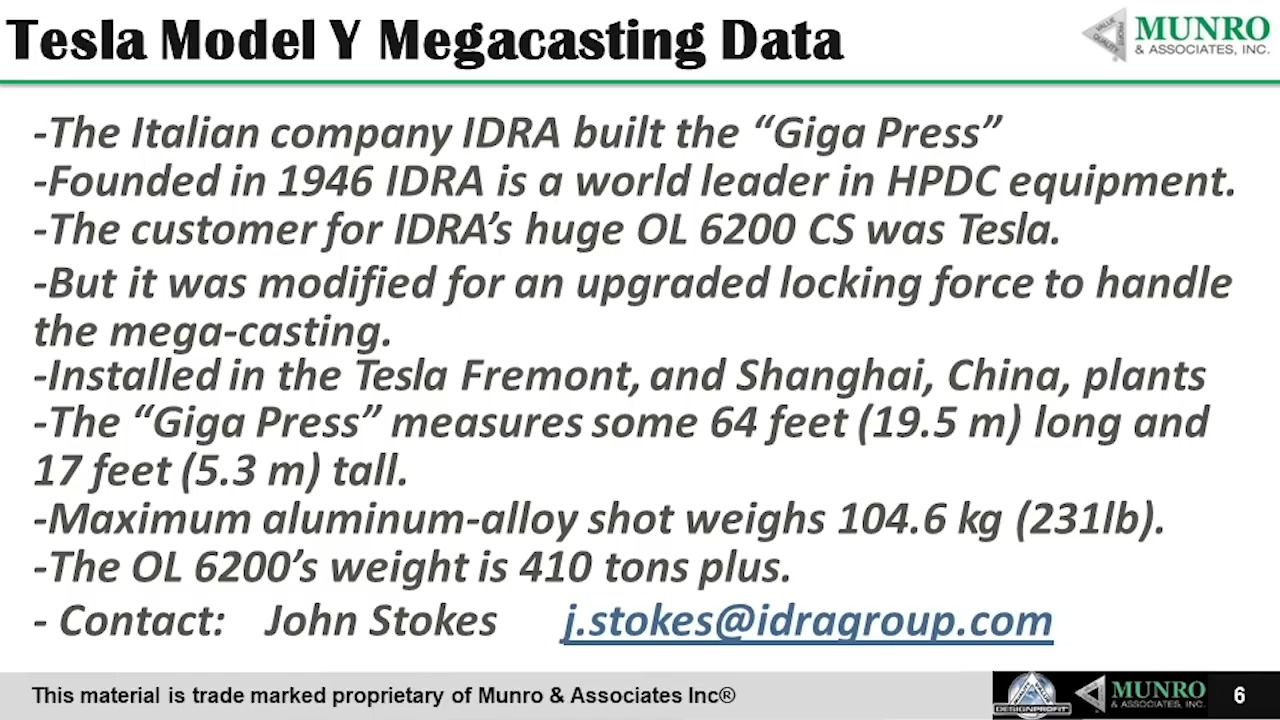 Tesla Model Y Megacasting Data
MUNRO
& ASSOCIATES, INC.
VALUE
QUALITY
-The Italian company IDRA built the “Giga Press”
-Founded in 1946 IDRA is a world leader in HPDC equipment.
-The customer for IDRA’s huge OL 6200 CS was Tesla.
-But it was modified for an upgraded locking force to handle
the mega-casting.
-Installed in the Tesla Fremont, and Shanghai, China, plants
-The “Giga Press” measures some 64 feet (19.5 m) long and
17 feet (5.3 m) tall.
-Maximum aluminum-alloy shot weighs 104.6 kg (231lb).
-The OL 6200’s weight is 410 tons plus.
- Contact: John Stokes j.stokes@idragroup.com
This material is trade marked proprietary of Munro & Associates Inc®
DESIGNPROFIT
MUNRO
& ASSOCIATES, INC.
6